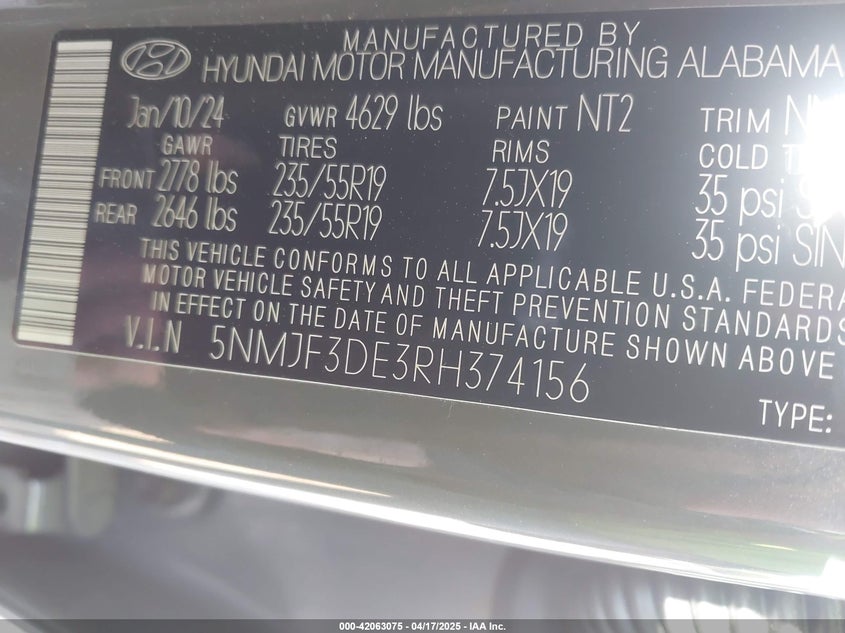 MANUFACTURED BY
HYUNDAI MOTOR MANUFACTURING ALABAMA
Jan/10/24 GVWR 4629 lbs PAINT NT2 TRIM
GAWR TIRES RIMS COLD
FRONT 2778 lbs 235/55R19 7.5JX19 35 psi
REAR 2646 lbs 235/55R19 7.5JX19 35 psi SIN
THIS VEHICLE CONFORMS TO ALL APPLICABLE U.S.A. FEDERA
MOTOR VEHICLE SAFETY AND THEFT PREVENTION STANDARDS
IN EFFECT ON THE DATE OF MANUFACTURE SHOWN ABOVE
V.I.N 5NMJF3DE3RH374156
TYPE:
000-42063075 - 04/17/2025 - IAA Inc.